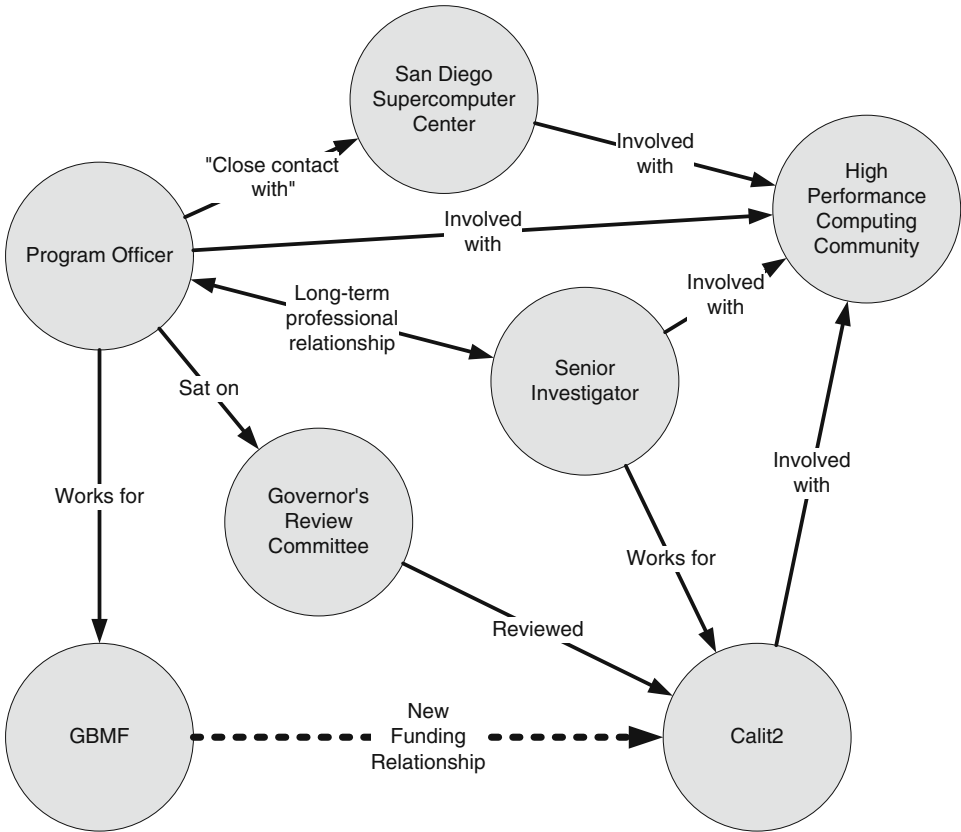 San Diego
Supercomputer
Center
"Close contact
with"
Involved
with
High
Performance
Computing
Community
Program Officer
Involved
with
Long-term
professional
relationship
Involved
with
Senior
Investigator
Sat on
Works for
Governor's
Review
Committee
Involved
with
Works for
Reviewed
GBMF
New
Funding
Relationship
Calit2